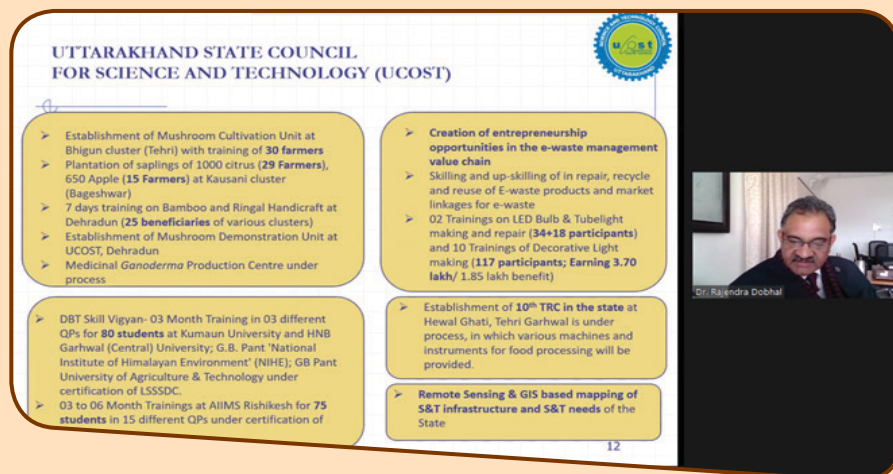 UTTARAKHAND STATE COUNCIL
FOR SCIENCE AND TECHNOLOGY (UCOST)
SCIENCE AND TECHNOLOGY COUNCIL
ucost
UTTARAKHAND
➢ Establishment of Mushroom Cultivation Unit at
Bhigun cluster (Tehri) with training of 30 farmers
➢ Plantation of saplings of 1000 citrus (29 Farmers),
650 Apple (15 Farmers) at Kausani cluster
(Bageshwar)
➢ 7 days training on Bamboo and Ringal Handicraft at
Dehradun (25 beneficiaries of various clusters)
➢ Establishment of Mushroom Demonstration Unit at
UCOST, Dehradun
➢ Medicinal Ganoderma Production Centre under
process
➢ DBT Skill Vigyan- 03 Month Training in 03 different
QPs for 80 students at Kumaun University and HNB
Garhwal (Central) University; G.B. Pant 'National
Institute of Himalayan Environment' (NIHE); GB Pant
University of Agriculture & Technology under
certification of LSSSDC.
➢ 03 to 06 Month Trainings at AIIMS Rishikesh for 75
students in 15 different QPs under certification of
➢ Creation of entrepreneurship
opportunities in the e-waste management
value chain
➢ Skilling and up-skilling of in repair, recycle
and reuse of E-waste products and market
linkages for e-waste
➢ 02 Trainings on LED Bulb & Tubelight
making and repair (34+18 participants)
and 10 Trainings of Decorative Light
making (117 participants; Earning 3.70
lakh/ 1.85 lakh benefit)
➢ Establishment of 10th TRC in the state at
Hewal Ghati, Tehri Garhwal is under
process, in which various machines and
instruments for food processing will be
provided.
➢ Remote Sensing & GIS based mapping of
S&T infrastructure and S&T needs of the
State
12
Dr. Rajendra Dobhal